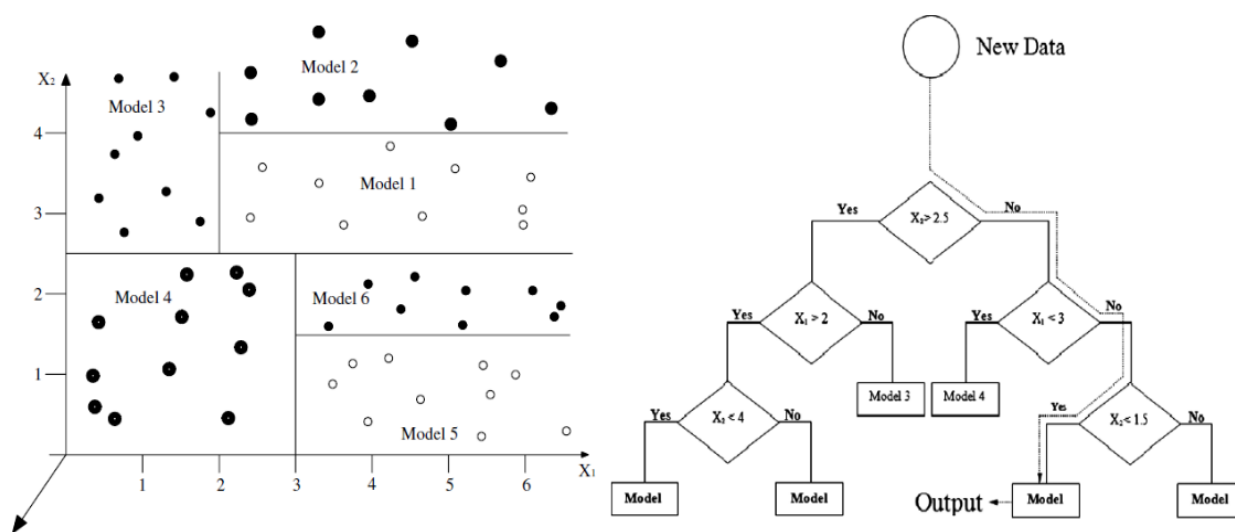 X₂
Model 3
Model 2
4
Model 1
3
Model 4
Model 6
2
1
Model 5
1 2 3 4 5 6 X₁
New Data
Yes X₂> 2.5 No
No
Yes X₁ > 2 No
Yes X₁ < 3
Model 3
Model 4
Yes X₂ < 4 No
Yes X₂< 1.5 No
Model
Model
Output
Model
Model